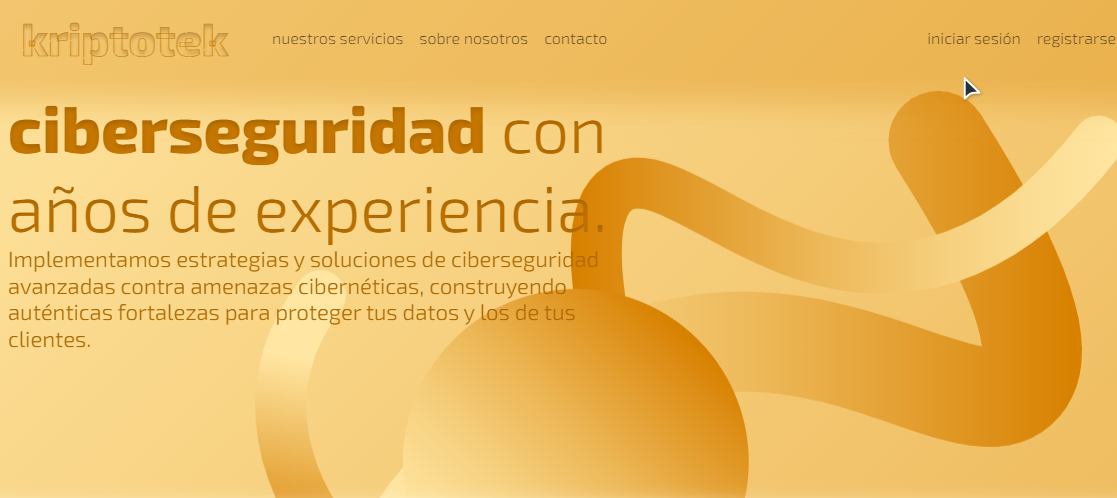 kriptotek
nuestros servicios sobre nosotros contacto
iniciar sesión registrarse
ciberseguridad con
años de experiencia.
Implementamos estrategias y soluciones de ciberseguridad
avanzadas contra amenazas cibernéticas, construyendo
auténticas fortalezas para proteger tus datos y los de tus
clientes.